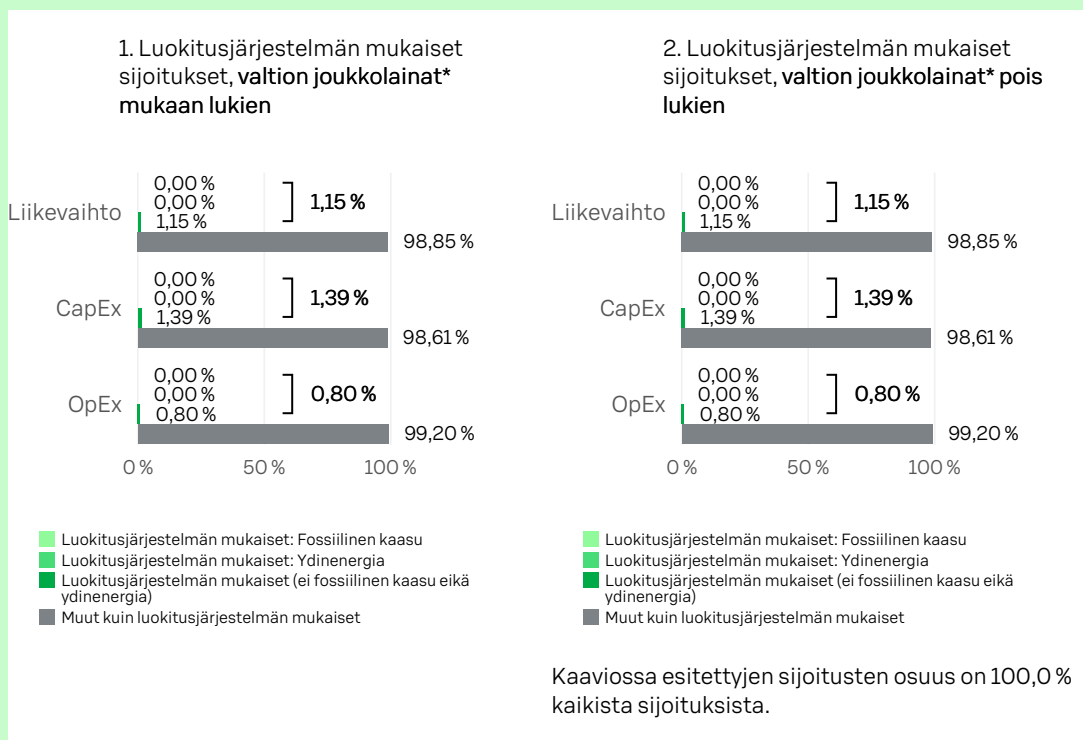 1. Luokitusjärjestelmän mukaiset
sijoitukset, valtion joukkolainat*
mukaan lukien
Liikevaihto
0,00 %
0,00 %
1,15 %
1,15 %
98,85 %
CapEx
0,00 %
0,00 %
1,39 %
1,39 %
98,61 %
OpEx
0,00 %
0,00 %
0,80 %
0,80 %
99,20 %
0 %
50 %
100 %
Luokitusjärjestelmän mukaiset: Fossiilinen kaasu
Luokitusjärjestelmän mukaiset: Ydinenergia
Luokitusjärjestelmän mukaiset (ei fossiilinen kaasu eikä
ydinenergia)
Muut kuin luokitusjärjestelmän mukaiset
2. Luokitusjärjestelmän mukaiset
sijoitukset, valtion joukkolainat* pois
lukien
Liikevaihto
0,00 %
0,00 %
1,15 %
1,15 %
98,85 %
CapEx
0,00 %
0,00 %
1,39 %
1,39 %
98,61 %
OpEx
0,00 %
0,00 %
0,80 %
0,80 %
99,20 %
0 %
50 %
100 %
Luokitusjärjestelmän mukaiset: Fossiilinen kaasu
Luokitusjärjestelmän mukaiset: Ydinenergia
Luokitusjärjestelmän mukaiset (ei fossiilinen kaasu eikä
ydinenergia)
Muut kuin luokitusjärjestelmän mukaiset
Kaaviossa esitettyjen sijoitusten osuus on 100,0 %
kaikista sijoituksista.